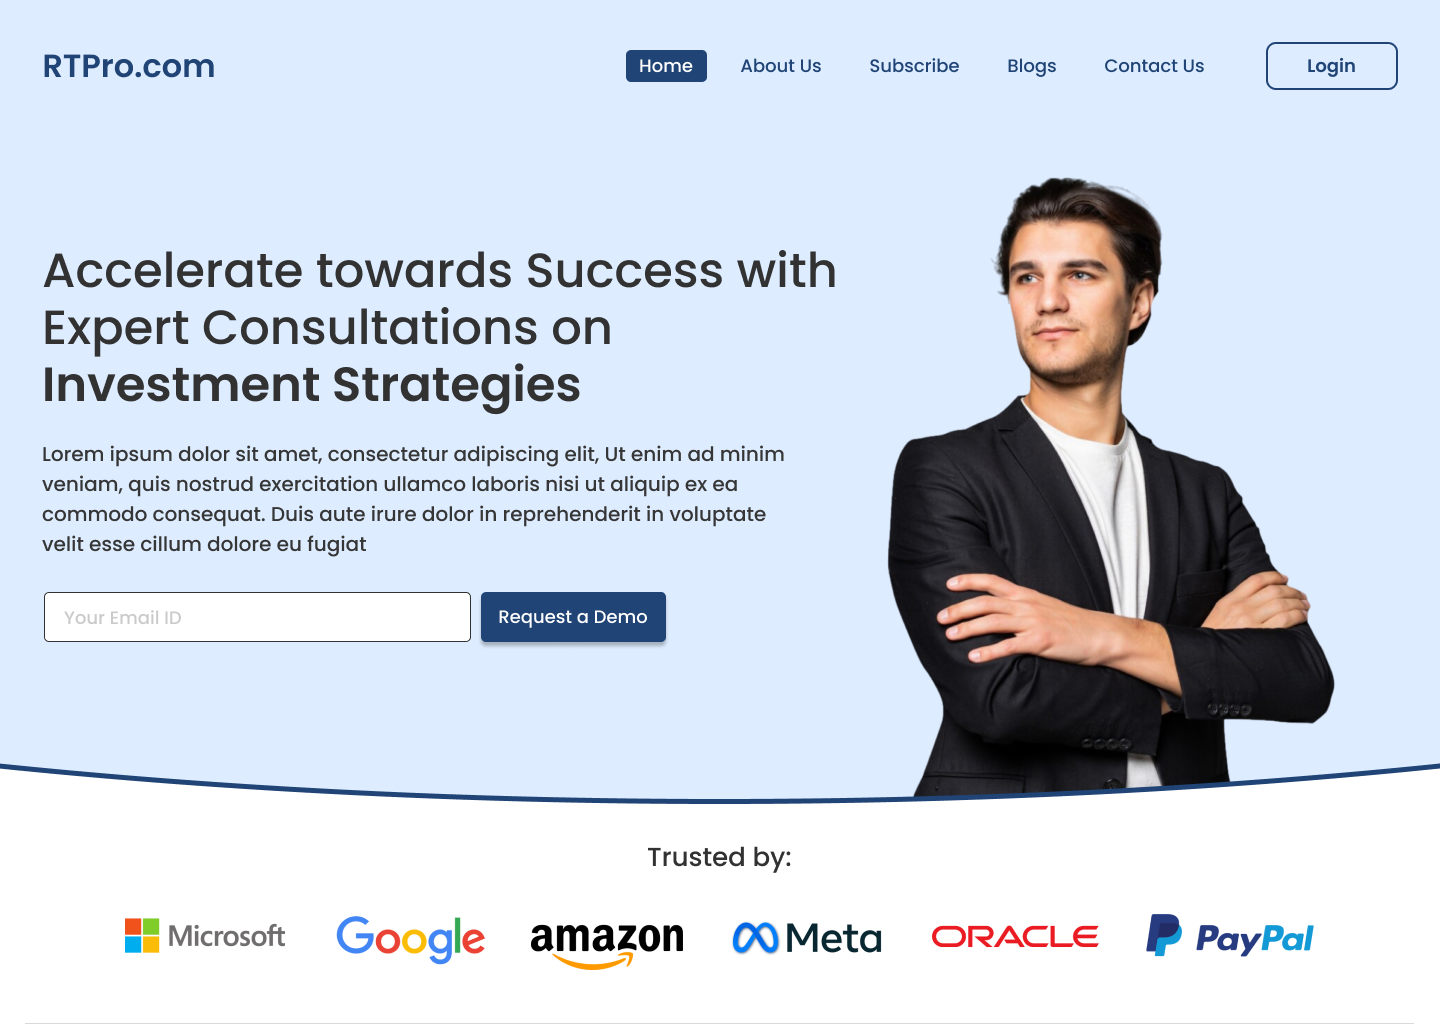 RTPro.com
Home
About Us
Subscribe
Blogs
Contact Us
Login
Accelerate towards Success with
Expert Consultations on
Investment Strategies
Lorem ipsum dolor sit amet, consectetur adipiscing elit, Ut enim ad minim
veniam, quis nostrud exercitation ullamco laboris nisi ut aliquip ex ea
commodo consequat. Duis aute irure dolor in reprehenderit in voluptate
velit esse cillum dolore eu fugiat
Your Email ID
Request a Demo
Trusted by:
Microsoft
Google
amazon
Meta
ORACLE
PayPal